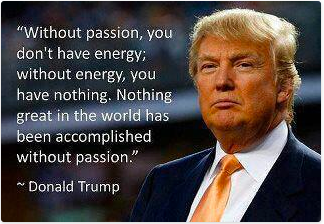 “Without passion, you
don't have energy;
without energy, you
have nothing. Nothing
great in the world has
been accomplished
without passion.”
~ Donald Trump